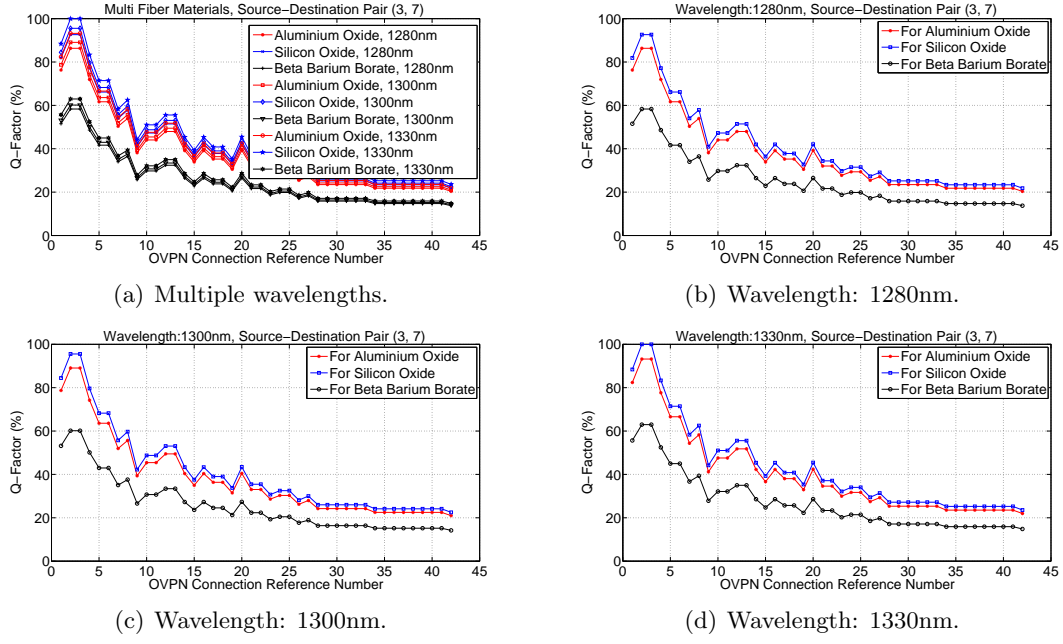 Multi Fiber Materials, Source−Destination Pair (3, 7)
Q−Factor (%)
100
80
60
40
20
0
Aluminium Oxide, 1280nm
Silicon Oxide, 1280nm
Beta Barium Borate, 1280nm
Aluminium Oxide, 1300nm
Silicon Oxide, 1300nm
Beta Barium Borate, 1300nm
Aluminium Oxide, 1330nm
Silicon Oxide, 1330nm
Beta Barium Borate, 1330nm
0 5 10 15 20 25 30 35 40 45
OVPN Connection Reference Number
(a) Multiple wavelengths.
Wavelength:1280nm, Source−Destination Pair (3, 7)
Q−Factor (%)
100
80
60
40
20
0
For Aluminium Oxide
For Silicon Oxide
For Beta Barium Borate
0 5 10 15 20 25 30 35 40 45
OVPN Connection Reference Number
(b) Wavelength: 1280nm.
Wavelength:1300nm, Source−Destination Pair (3, 7)
Q−Factor (%)
100
80
60
40
20
0
For Aluminium Oxide
For Silicon Oxide
For Beta Barium Borate
0 5 10 15 20 25 30 35 40 45
OVPN Connection Reference Number
(c) Wavelength: 1300nm.
Wavelength:1330nm, Source−Destination Pair (3, 7)
Q−Factor (%)
100
80
60
40
20
0
For Aluminium Oxide
For Silicon Oxide
For Beta Barium Borate
0 5 10 15 20 25 30 35 40 45
OVPN Connection Reference Number
(d) Wavelength: 1330nm.